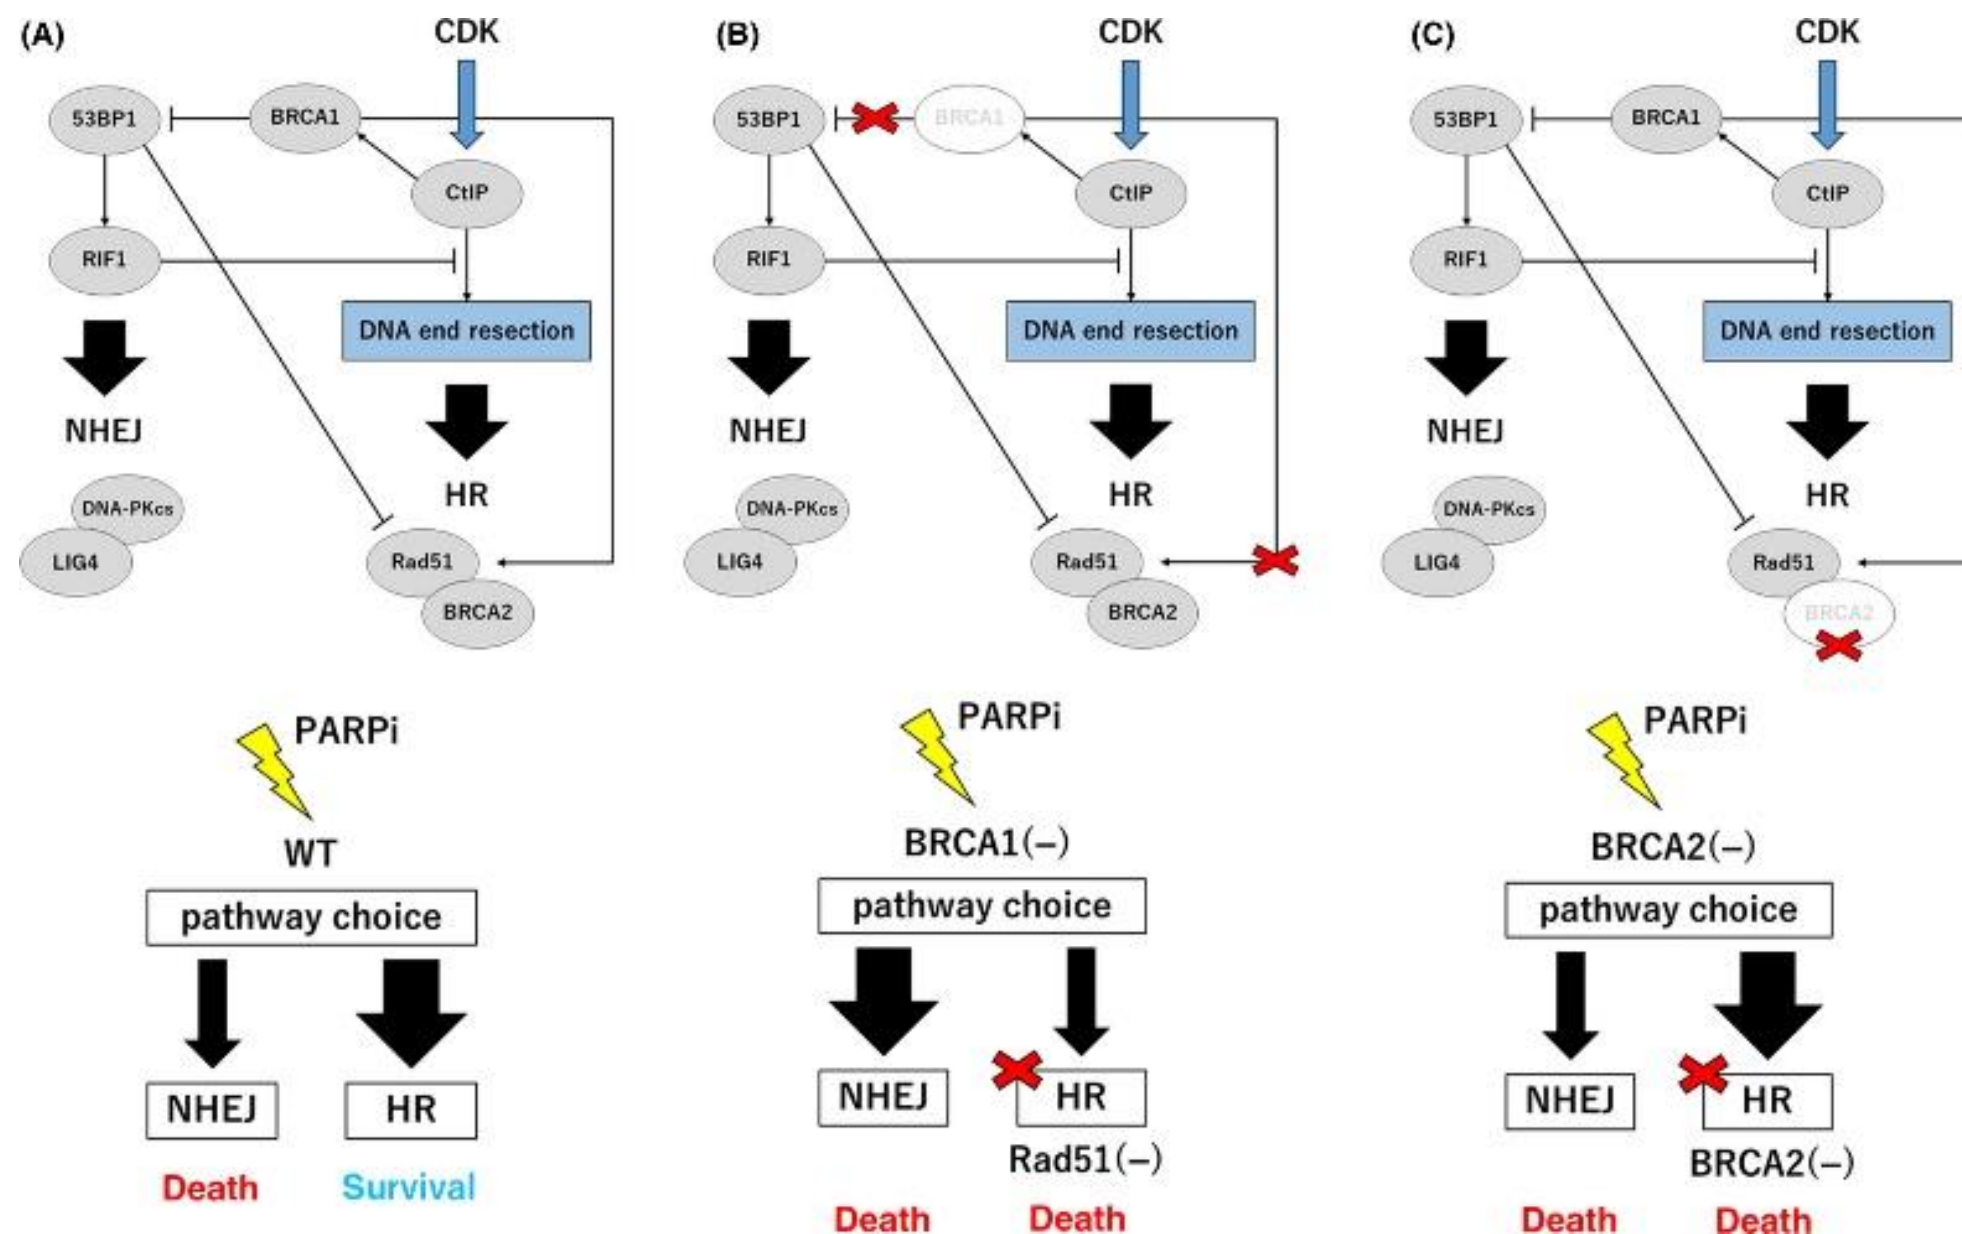 (A)
CDK
53BP1
BRCA1
CtIP
RIF1
DNA end resection
NHEJ
HR
DNA-PKcs
LIG4
Rad51
BRCA2
PARPi
WT
pathway choice
NHEJ
HR
Death
Survival
(B)
CDK
53BP1
BRCA1
CtIP
RIF1
DNA end resection
NHEJ
HR
DNA-PKcs
LIG4
Rad51
BRCA2
PARPi
BRCA1(−)
pathway choice
NHEJ
HR
Rad51(−)
Death
Death
(C)
CDK
53BP1
BRCA1
CtIP
RIF1
DNA end resection
NHEJ
HR
DNA-PKcs
LIG4
Rad51
BRCA2
PARPi
BRCA2(−)
pathway choice
NHEJ
HR
BRCA2(−)
Death
Death